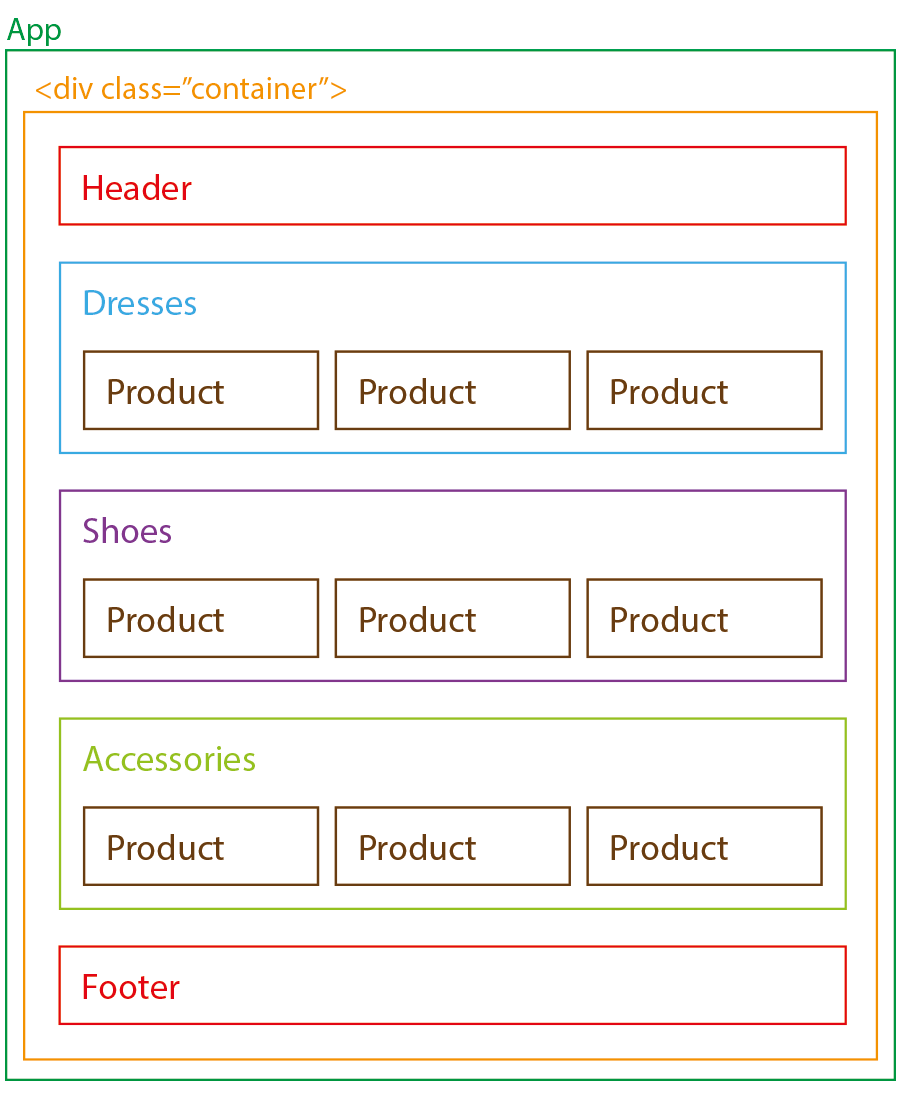 App
<div class=”container”>
Header
Dresses
Product Product Product
Shoes
Product Product Product
Accessories
Product Product Product
Footer